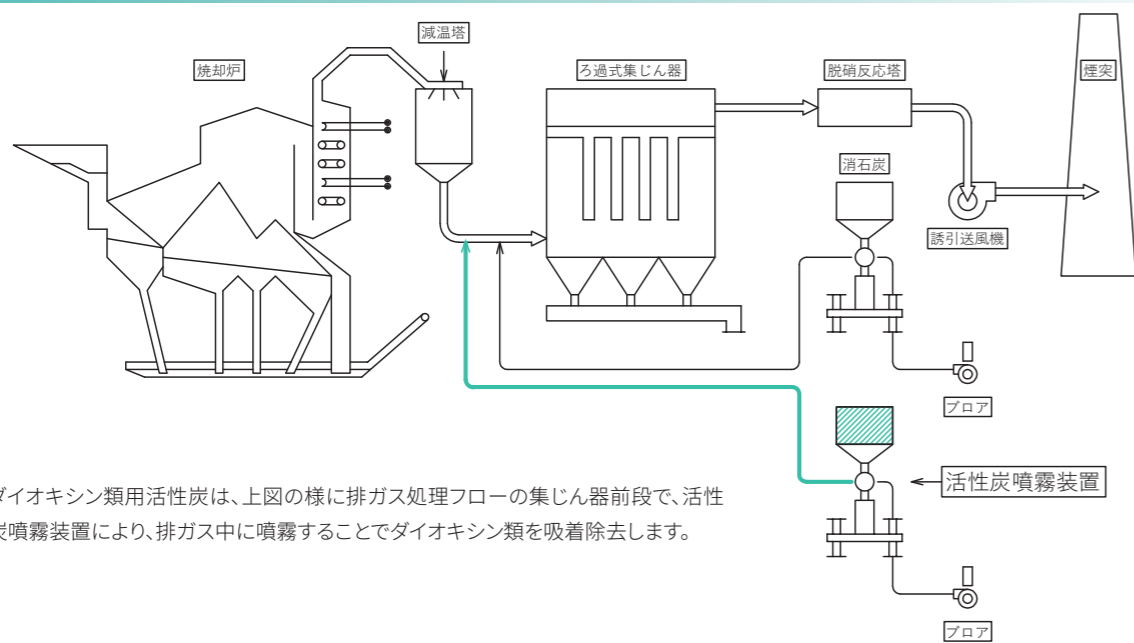 減温塔
焼却炉
ろ過式集じん器
脱硝反応塔
煙突
消石炭
誘引送風機
ブロア
活性炭噴霧装置
ダイオキシン類用活性炭は、上図の様に排ガス処理フローの集じん器前段で、活性
炭噴霧装置により、排ガス中に噴霧することでダイオキシン類を吸着除去します。
ブロア